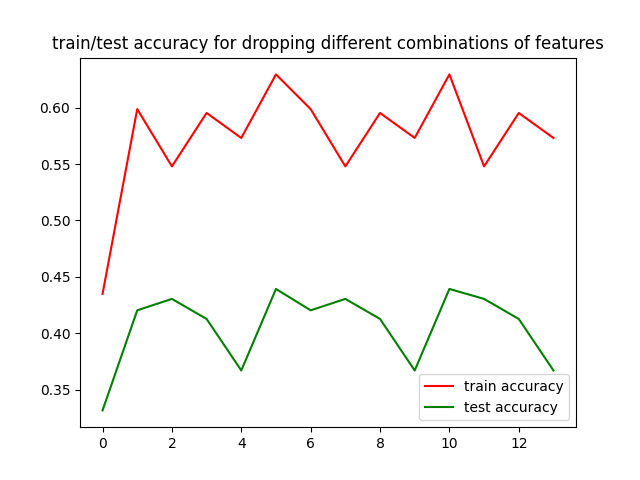 train/test accuracy for dropping different combinations of features
0.60
0.55
0.50
0.45
0.40
0.35
train accuracy
test accuracy
0 2 4 6 8 10 12